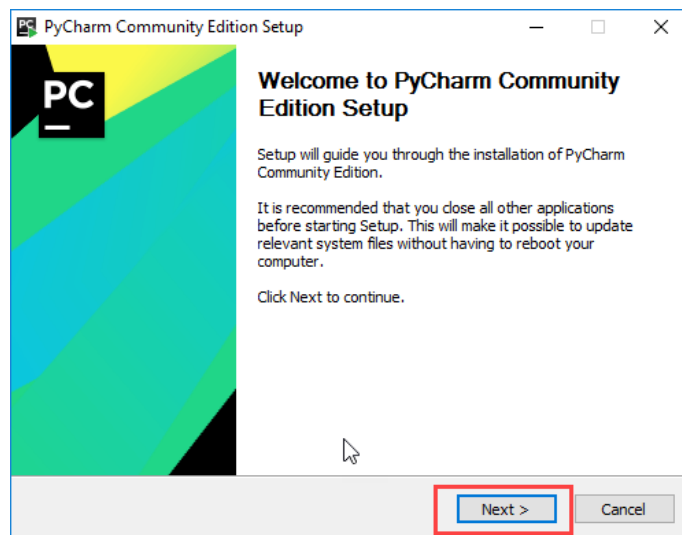 PyCharm Community Edition Setup
PC
Welcome to PyCharm Community
Edition Setup
Setup will guide you through the installation of PyCharm
Community Edition.
It is recommended that you close all other applications
before starting Setup. This will make it possible to update
relevant system files without having to reboot your
computer.
Click Next to continue.
Next >
Cancel